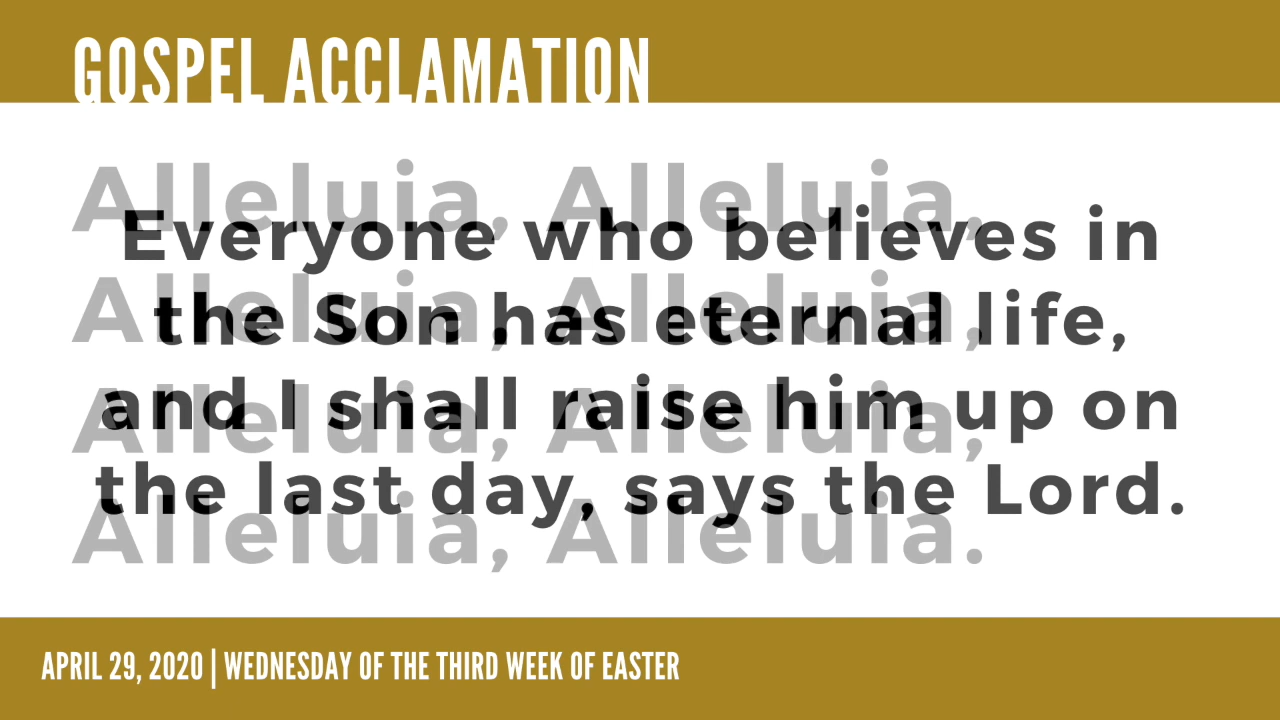 GOSPEL ACCLAMATION
Alleluia, Alleluia,
Everyone who believes in
Alleluia, Alleluia,
the Son has eternal life,
Alleluia, Alleluia,
and I shall raise him up on
the last day, says the Lord.
Alleluia, Alleluia.
APRIL 29, 2020 | WEDNESDAY OF THE THIRD WEEK OF EASTER